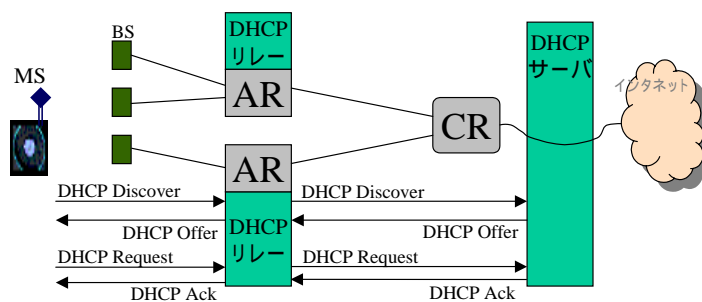 BS
DHCP
リレー
DHCP
サーバ
MS
AR
インタネット
CR
AR
DHCP Discover
DHCP Discover
DHCP
リレー
DHCP Offer
DHCP Offer
DHCP Request
DHCP Request
DHCP Ack
DHCP Ack